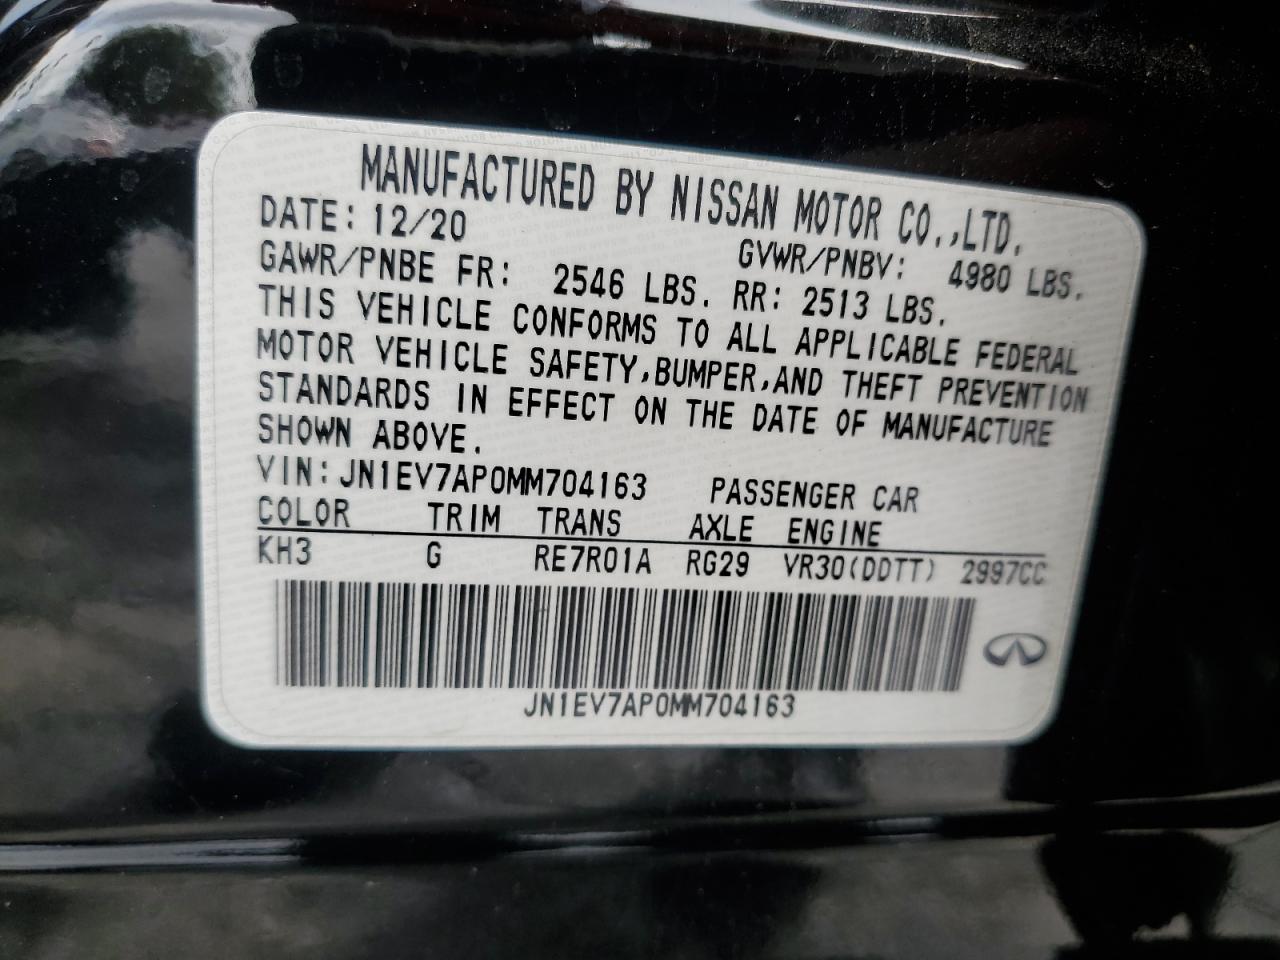 MANUFACTURED BY NISSAN MOTOR CO.,LTD.
DATE: 12/20 GVWR/PNBV: 4980 LBS.
GAWR/PNBE FR: 2546 LBS. RR: 2513 LBS.
THIS VEHICLE CONFORMS TO ALL APPLICABLE FEDERAL
MOTOR VEHICLE SAFETY,BUMPER,AND THEFT PREVENTION
STANDARDS IN EFFECT ON THE DATE OF MANUFACTURE
SHOWN ABOVE.
VIN: JN1EV7AP0MM704163 PASSENGER CAR
COLOR TRIM TRANS AXLE ENGINE
KH3 G RE7R01A RG29 VR30(DDTT) 2997CC
JN1EV7AP0MM704163